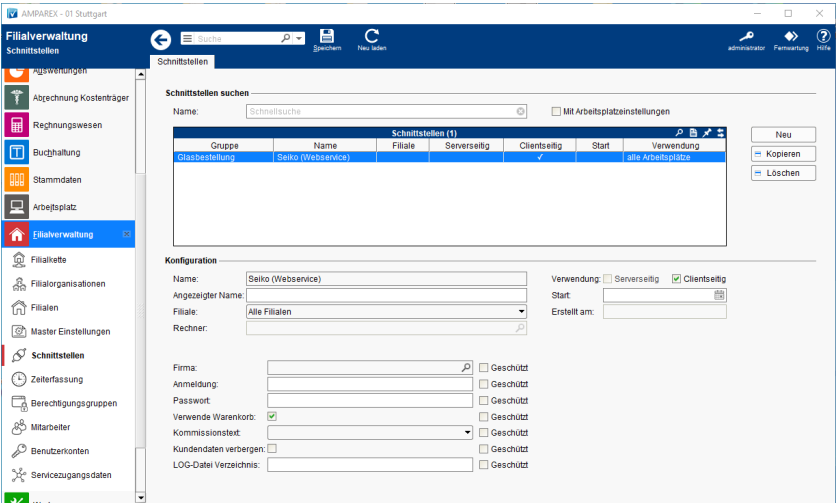 AMPAREX - 01 Stuttgart
Filialverwaltung
Schnittstellen
Suche
Speichern
Neu laden
administrator
Fernwartung
Hilfe
Schnittstellen
Auswertungen
Abrechnung Kostenträger
Rechnungswesen
Buchhaltung
Stammdaten
Arbeitsplatz
Filialverwaltung
Filialkette
Filialorganisationen
Filialen
Master Einstellungen
Schnittstellen
Zeiterfassung
Berechtigungsgruppen
Mitarbeiter
Benutzerkonten
Servicezugangsdaten
Schnittstellen suchen
Name: Schnellsuche Mit Arbeitsplatzeinstellungen
Schnittstellen (1)
Gruppe Name Filiale Serverseitig Clientseitig Start Verwendung
Glasbestellung Seiko (Webservice) ✓ alle Arbeitsplätze
Neu
Kopieren
Löschen
Konfiguration
Name: Seiko (Webservice) Verwendung: Serverseitig Clientseitig
Angezeigter Name: Start:
Filiale: Alle Filialen Erstellt am:
Rechner:
Firma: Geschützt
Anmeldung: Geschützt
Passwort: Geschützt
Verwende Warenkorb: Geschützt
Kommissionstext: Geschützt
Kundendaten verbergen: Geschützt
LOG-Datei Verzeichnis: Geschützt